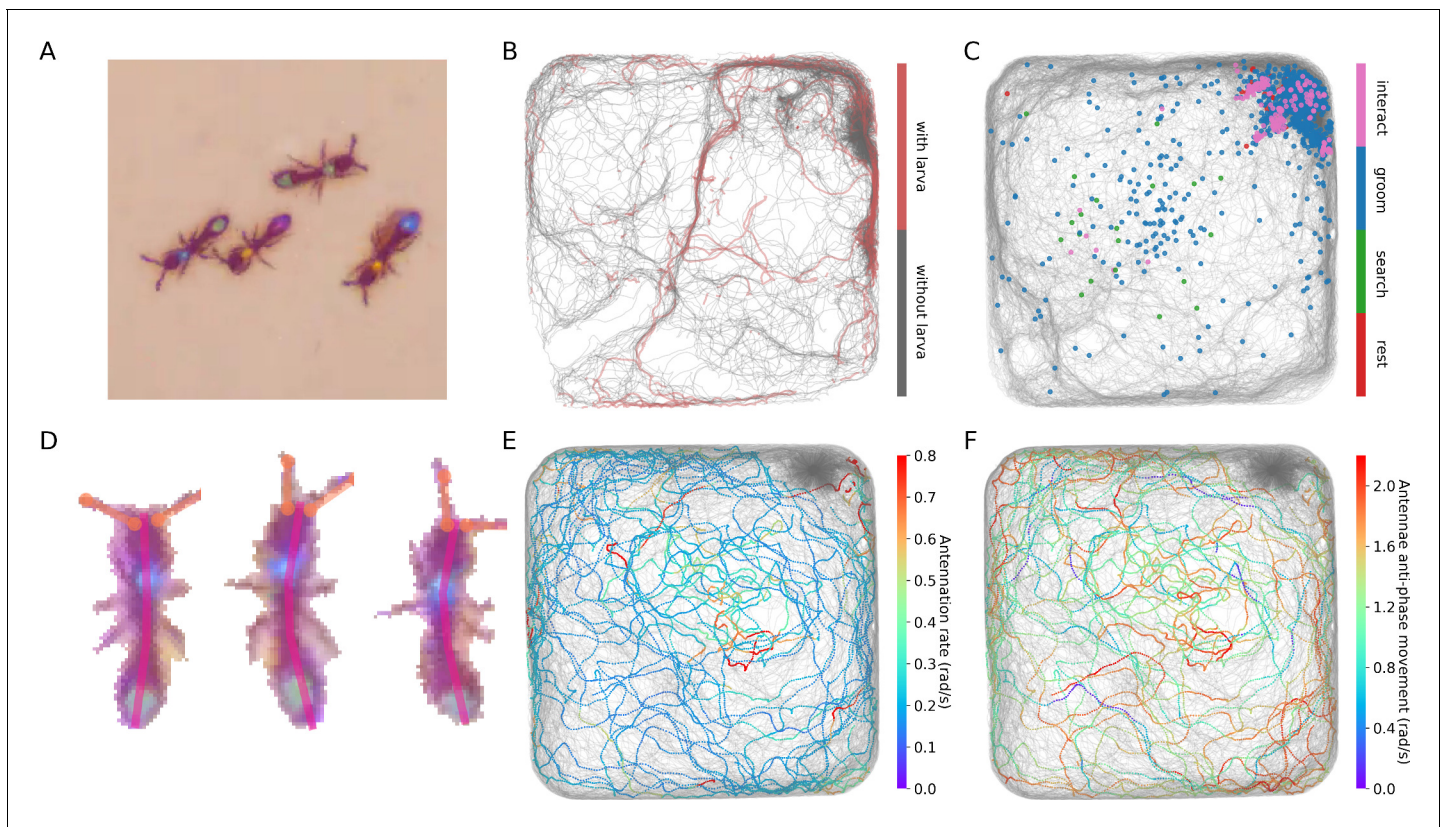 A
B
with larva
without larva
C
interact
groom
search
rest
D
E
0.8
0.7
0.6
0.5
0.4
0.3
0.2
0.1
0.0
Antennation rate (rad/s)
F
2.0
1.6
1.2
0.8
0.4
0.0
Antennae anti-phase movement (rad/s)